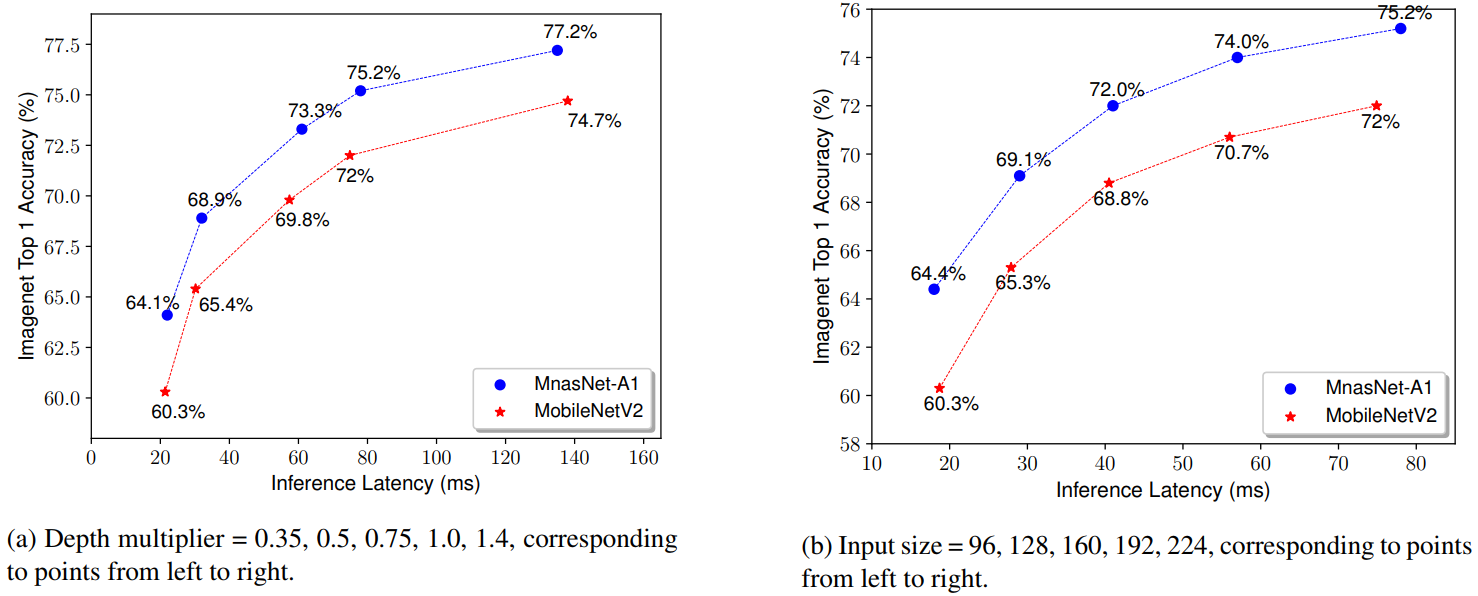 77.5
75.0
72.5
70.0
67.5
65.0
62.5
60.0
Imagenet Top 1 Accuracy (%)
77.2%
75.2%
73.3%
74.7%
72%
68.9%
69.8%
64.1%
65.4%
60.3%
MnasNet-A1
MobileNetV2
0 20 40 60 80 100 120 140 160
Inference Latency (ms)
(a) Depth multiplier = 0.35, 0.5, 0.75, 1.0, 1.4, corresponding
to points from left to right.
76
74
72
70
68
66
64
62
60
58
Imagenet Top 1 Accuracy (%)
75.2%
74.0%
72.0%
72%
70.7%
69.1%
68.8%
64.4%
65.3%
60.3%
MnasNet-A1
MobileNetV2
10 20 30 40 50 60 70 80
Inference Latency (ms)
(b) Input size = 96, 128, 160, 192, 224, corresponding to points
from left to right.